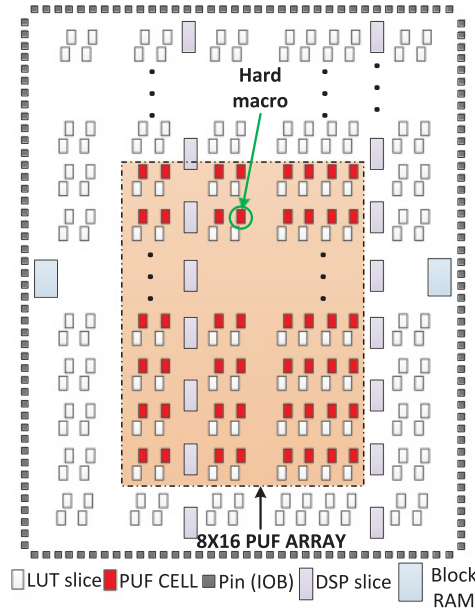 Hard
macro
8X16 PUF ARRAY
LUT slice PUF CELL Pin (IOB) DSP slice Block
RAM